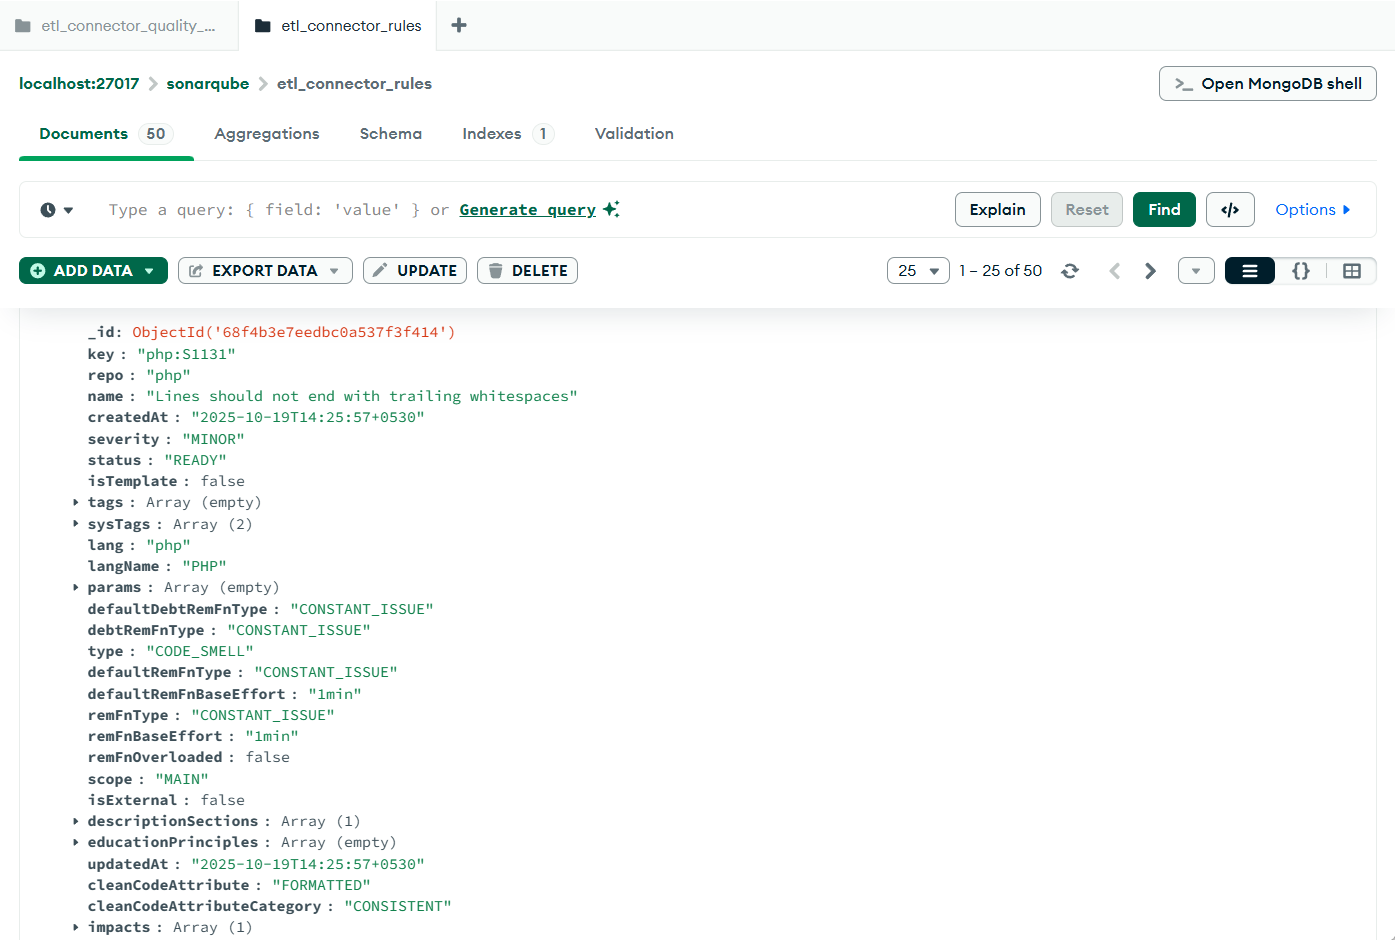 etl_connector_quality_...
etl_connector_rules
localhost:27017 > sonarqube > etl_connector_rules
>_ Open MongoDB shell
Documents 50 Aggregations Schema Indexes 1 Validation
Type a query: { field: 'value' } or Generate query
Explain Reset Find </> Options
ADD DATA EXPORT DATA UPDATE DELETE 25 1 – 25 of 50 {}
_id: ObjectId('68f4b3e7eedbc0a537f3f414')
key : "php:S1131"
repo : "php"
name : "Lines should not end with trailing whitespaces"
createdAt : "2025-10-19T14:25:57+0530"
severity : "MINOR"
status : "READY"
isTemplate : false
tags : Array (empty)
sysTags : Array (2)
lang : "php"
langName : "PHP"
params : Array (empty)
defaultDebtRemFnType : "CONSTANT_ISSUE"
debtRemFnType : "CONSTANT_ISSUE"
type : "CODE_SMELL"
defaultRemFnType : "CONSTANT_ISSUE"
defaultRemFnBaseEffort : "1min"
remFnType : "CONSTANT_ISSUE"
remFnBaseEffort : "1min"
remFnOverloaded : false
scope : "MAIN"
isExternal : false
descriptionSections : Array (1)
educationPrinciples : Array (empty)
updatedAt : "2025-10-19T14:25:57+0530"
cleanCodeAttribute : "FORMATTED"
cleanCodeAttributeCategory : "CONSISTENT"
impacts : Array (1)